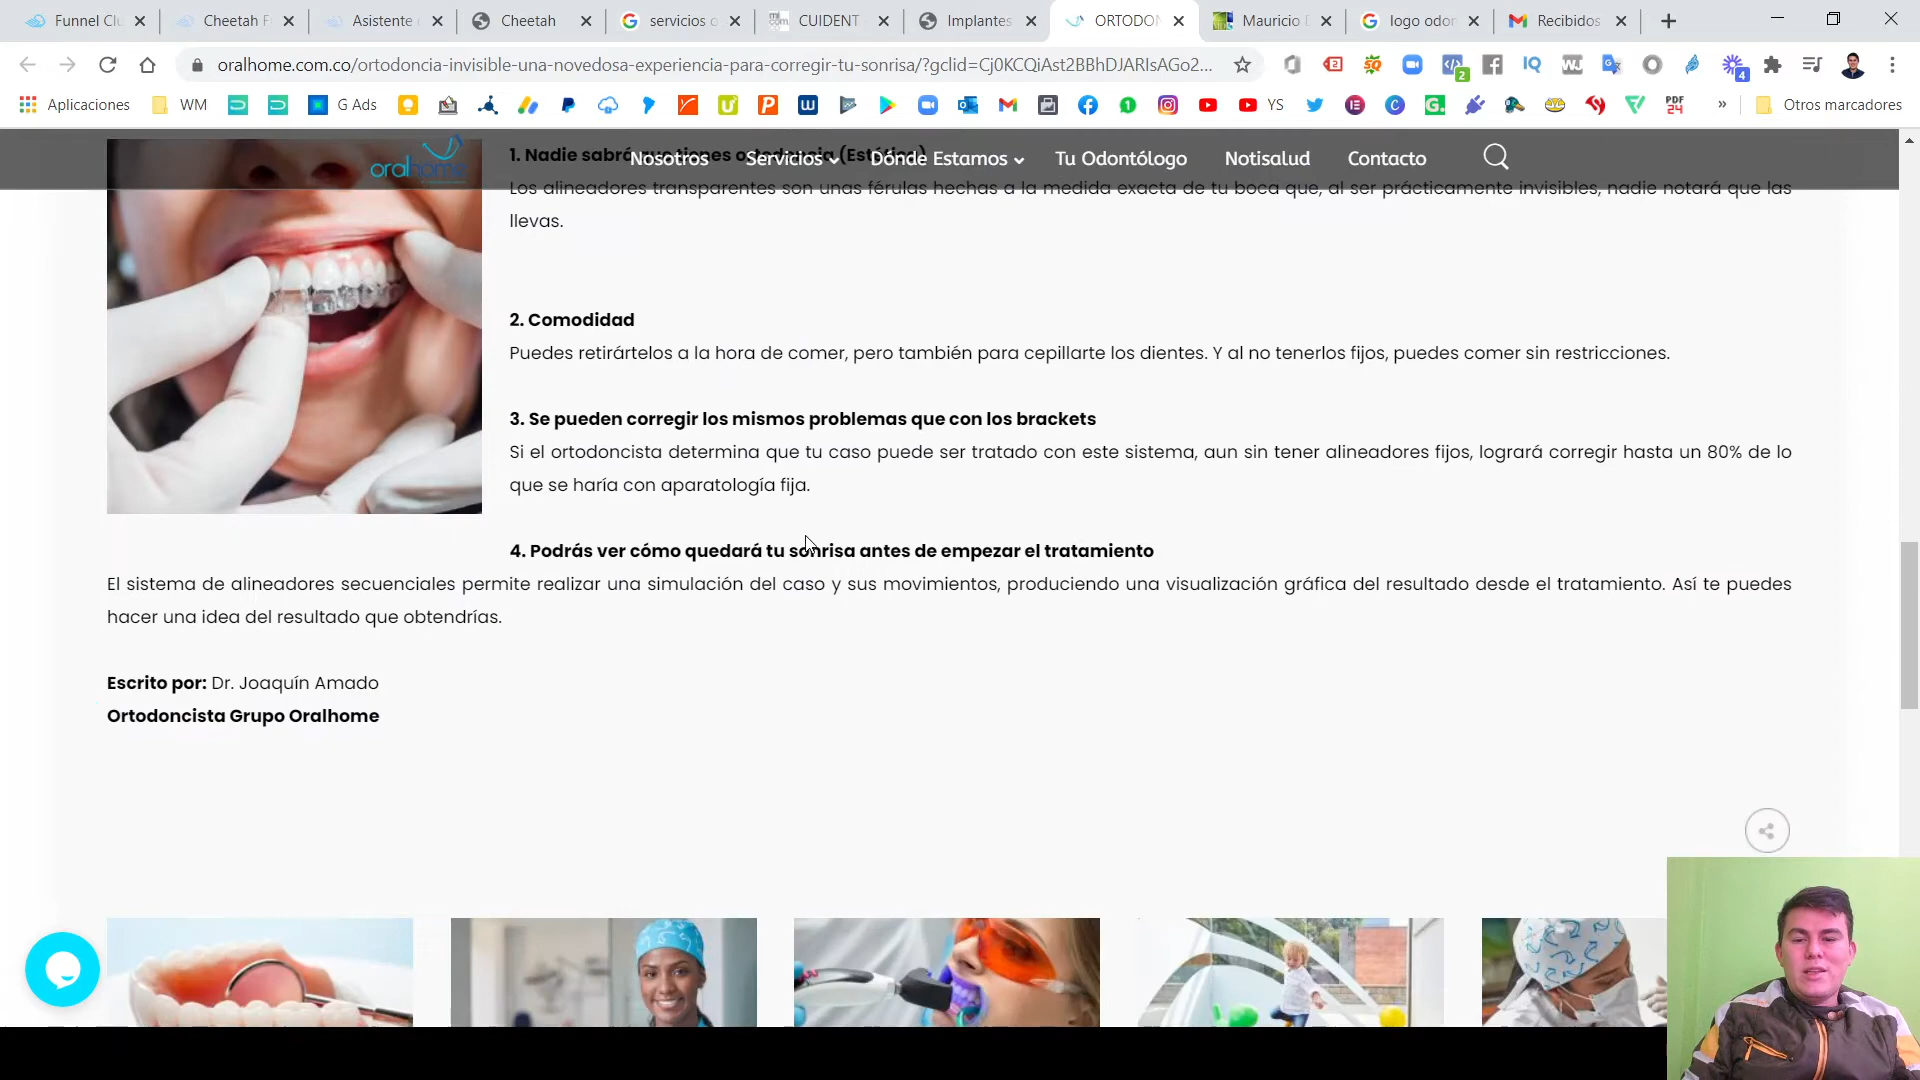 Funnel Clu
Cheetah F
Asistente
Cheetah
servicios o
CUIDENT
Implantes
ORTODON
Mauricio
logo odon
Recibidos
oralhome.com.co/ortodoncia-invisible-una-novedosa-experiencia-para-corregir-tu-sonrisa/?gclid=Cj0KCQiAst2BBhDJARIsAGo2...
Aplicaciones
WM
G Ads
YS
Otros marcadores
oralhome
Nosotros
Servicios
Dónde Estamos
Tu Odontólogo
Notisalud
Contacto
1. Nadie sabrá que tienes ortodoncia (Estética)
Los alineadores transparentes son unas férulas hechas a la medida exacta de tu boca que, al ser prácticamente invisibles, nadie notará que las
llevas.
2. Comodidad
Puedes retirártelos a la hora de comer, pero también para cepillarte los dientes. Y al no tenerlos fijos, puedes comer sin restricciones.
3. Se pueden corregir los mismos problemas que con los brackets
Si el ortodoncista determina que tu caso puede ser tratado con este sistema, aun sin tener alineadores fijos, logrará corregir hasta un 80% de lo
que se haría con aparatología fija.
4. Podrás ver cómo quedará tu sonrisa antes de empezar el tratamiento
El sistema de alineadores secuenciales permite realizar una simulación del caso y sus movimientos, produciendo una visualización gráfica del resultado desde el tratamiento. Así te puedes
hacer una idea del resultado que obtendrías.
Escrito por: Dr. Joaquín Amado
Ortodoncista Grupo Oralhome